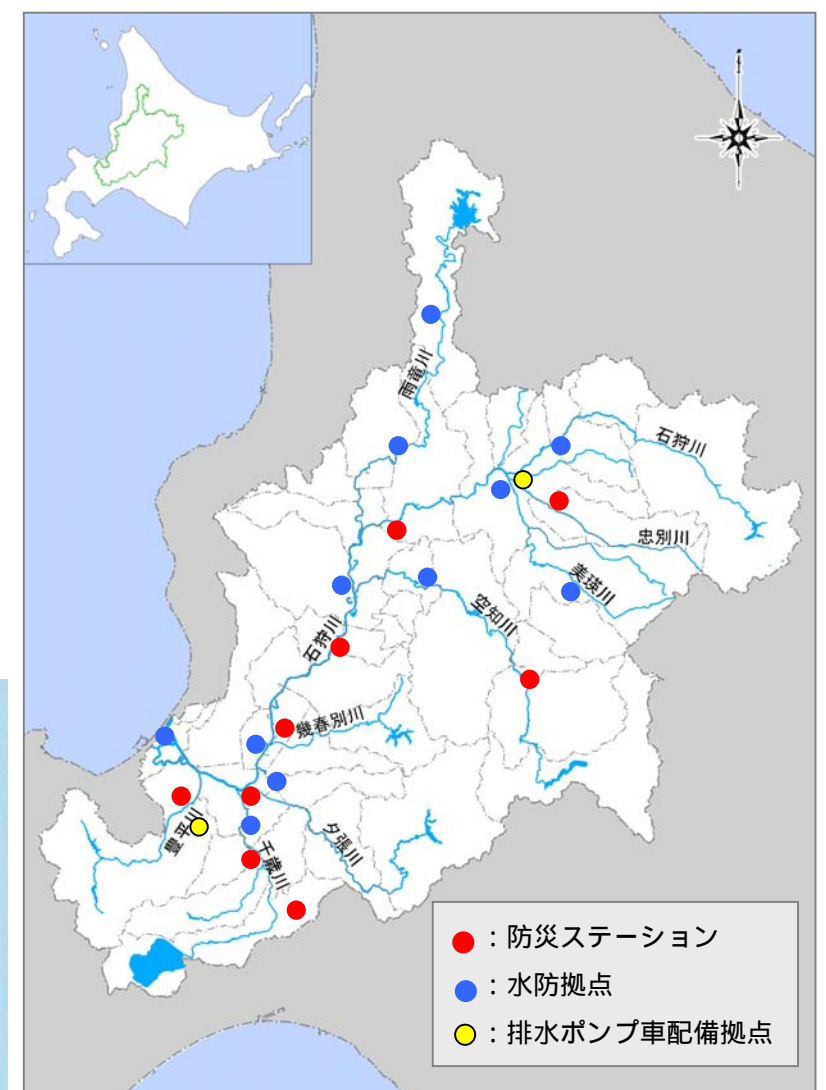 雨竜川
石狩川
忠別川
美瑛川
空知川
石狩川
幾春別川
夕張川
豊平川
千歳川
：防災ステーション
：水防拠点
：排水ポンプ車配備拠点